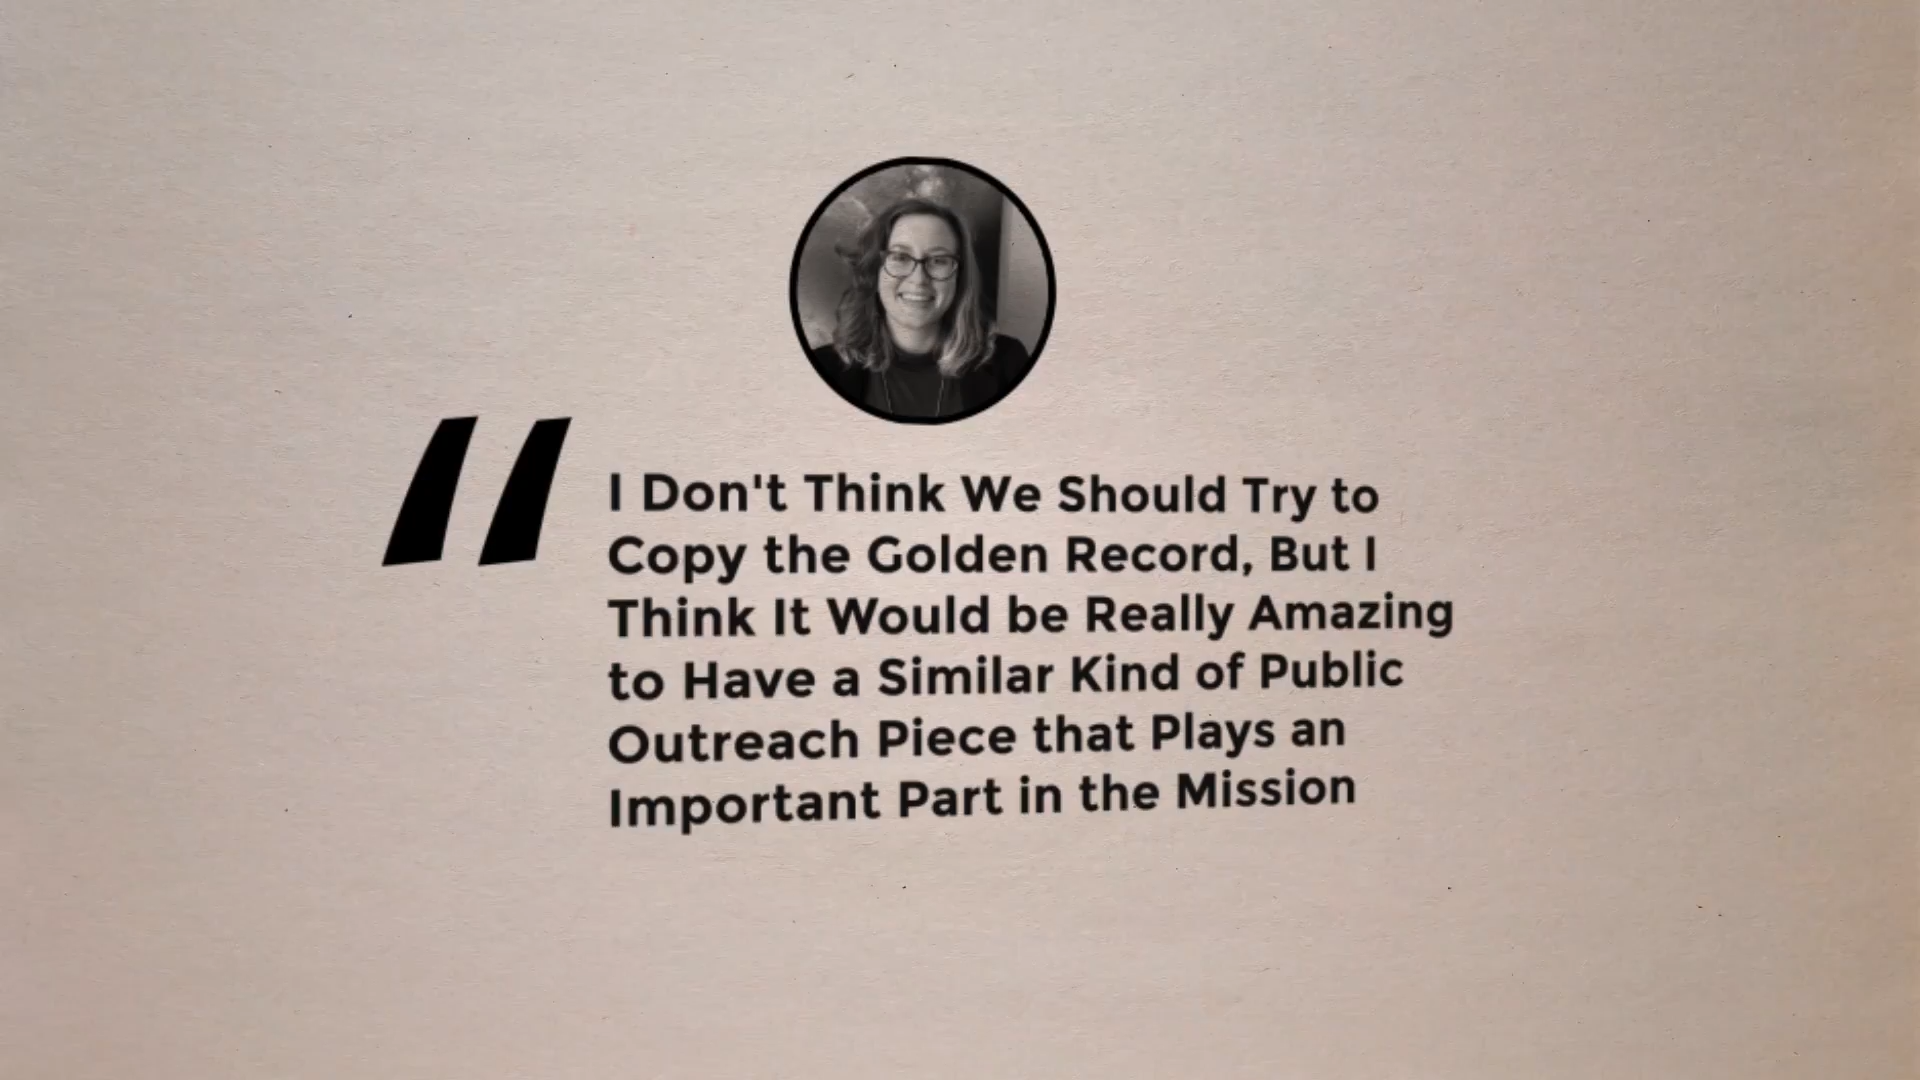 I Don't Think We Should Try to
Copy the Golden Record, But I
Think It Would be Really Amazing
to Have a Similar Kind of Public
Outreach Piece that Plays an
Important Part in the Mission